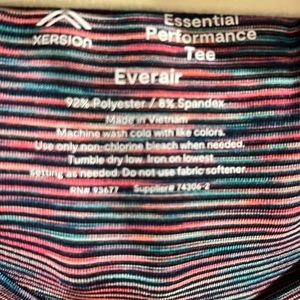 XERSION
Essential
Performance
Tee
Everair
92% Polyester / 8% Spandex
Made in Vietnam
Machine wash cold with like colors.
Use only non-chlorine bleach when needed.
Tumble dry low. Iron on lowest
setting as needed. Do not use fabric softener.
RN# 93677 Supplier# 74306-2